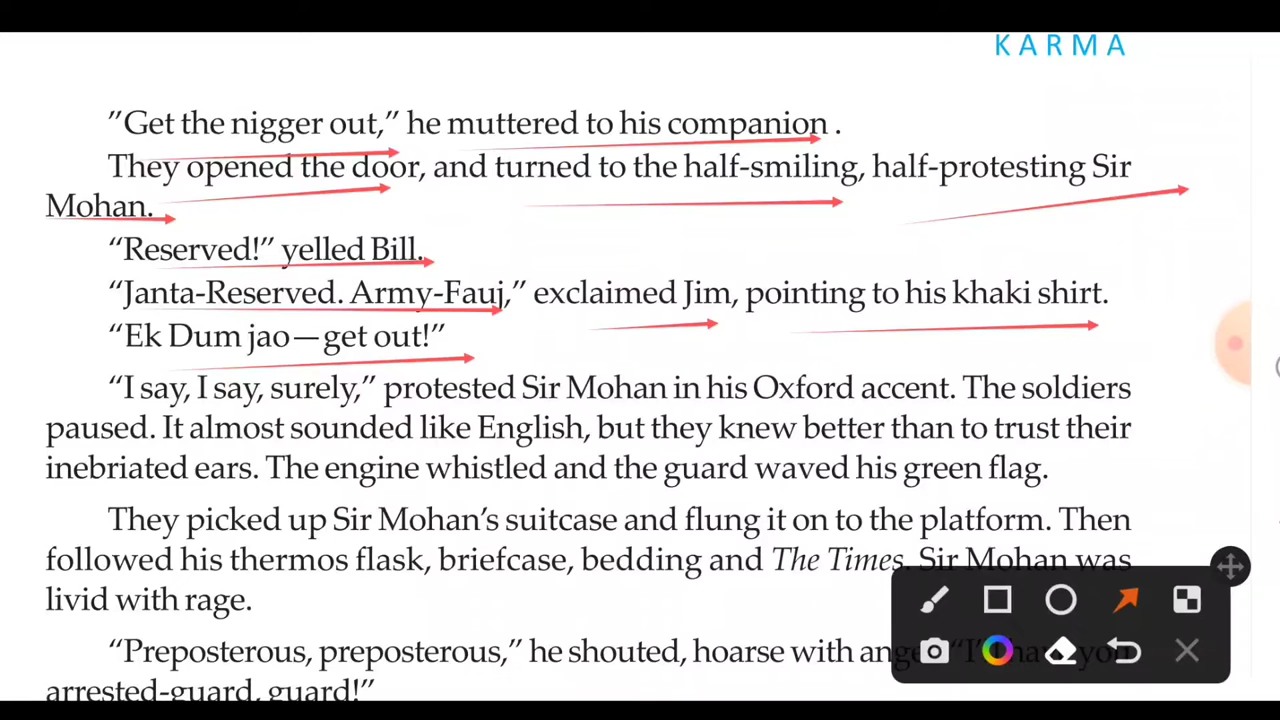 KARMA
”Get the nigger out,” he muttered to his companion .
They opened the door, and turned to the half-smiling, half-protesting Sir
Mohan.
“Reserved!” yelled Bill.
“Janta-Reserved. Army-Fauj,” exclaimed Jim, pointing to his khaki shirt.
“Ek Dum jao—get out!”
“I say, I say, surely,” protested Sir Mohan in his Oxford accent. The soldiers
paused. It almost sounded like English, but they knew better than to trust their
inebriated ears. The engine whistled and the guard waved his green flag.
They picked up Sir Mohan’s suitcase and flung it on to the platform. Then
followed his thermos flask, briefcase, bedding and The Times. Sir Mohan was
livid with rage.
“Preposterous, preposterous,” he shouted, hoarse with you
arrested-guard, guard!”